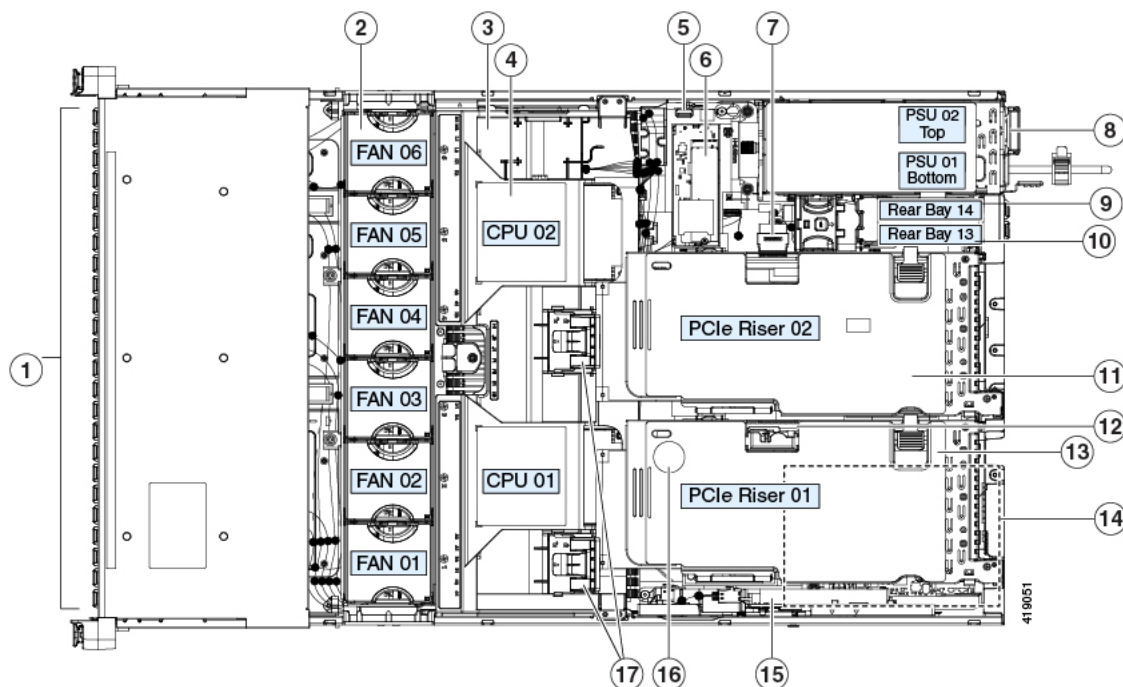 2
3
4
5
6
7
PSU 02
Top
8
FAN 06
PSU 01
Bottom
Rear Bay 14
9
FAN 05
CPU 02
Rear Bay 13
10
FAN 04
PCIe Riser 02
1
11
FAN 03
12
13
FAN 02
CPU 01
PCIe Riser 01
14
FAN 01
419051
17
16
15